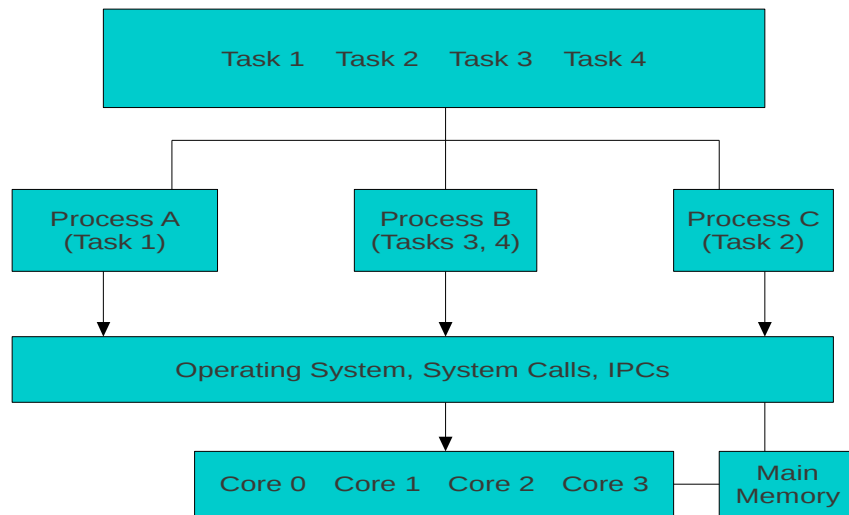 Task 1 Task 2 Task 3 Task 4
Process A
(Task 1)
Process B
(Tasks 3, 4)
Process C
(Task 2)
Operating System, System Calls, IPCs
Core 0 Core 1 Core 2 Core 3
Main
Memory